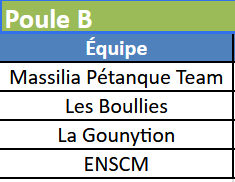 Poule B
Équipe
Massilia Pétanque Team
Les Boullies
La Gounytion
ENSCM